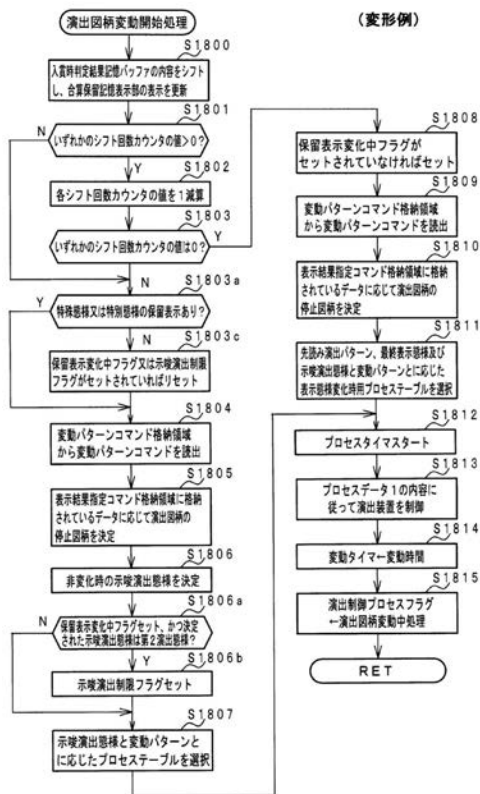 演出図柄変動開始処理
S1800
入賞時判定結果記憶バッファの内容をシフト
し、合算保留記憶表示部の表示を更新
S1801
N
いずれかのシフト回数カウンタの値>0?
Y
S1802
各シフト回数カウンタの値を1減算
S1803
いずれかのシフト回数カウンタの値は0?
Y
N
S1803a
Y
特殊態様又は特別態様の保留表示あり?
N
S1803c
保留表示変化中フラグ又は示唆演出制限
フラグがセットされていればリセット
S1804
変動パターンコマンド格納領域
から変動パターンコマンドを読出
S1805
表示結果指定コマンド格納領域に格納
されているデータに応じて演出図柄の
停止図柄を決定
S1806
非変化時の示唆演出態様を決定
S1806a
N
保留表示変化中フラグセット、かつ決定
された示唆演出態様は第2演出態様?
Y
S1806b
示唆演出制限フラグセット
S1807
示唆演出態様と変動パターンと
に応じたプロセステーブルを選択
(変形例)
S1808
保留表示変化中フラグが
セットされていなければセット
S1809
変動パターンコマンド格納領域
から変動パターンコマンドを読出
S1810
表示結果指定コマンド格納領域に格納
されているデータに応じて演出図柄の
停止図柄を決定
S1811
先読み演出パターン、最終表示態様及び
示唆演出態様と変動パターンとに応じた
表示態様変化時用プロセステーブルを選択
S1812
プロセスタイマスタート
S1813
プロセスデータ1の内容に
従って演出装置を制御
S1814
変動タイマ←変動時間
S1815
演出制御プロセスフラグ
←演出図柄変動中処理
RET